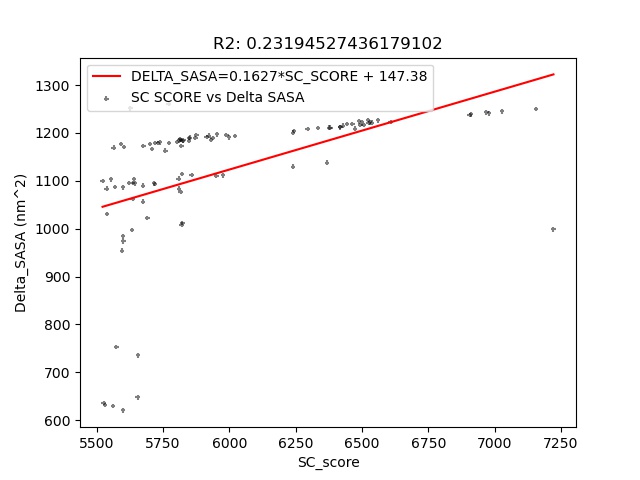 R2: 0.23194527436179102
DELTA_SASA=0.1627*SC_SCORE + 147.38
SC SCORE vs Delta SASA
1300
1200
1100
1000
900
800
700
600
Delta_SASA (nm^2)
5500 5750 6000 6250 6500 6750 7000 7250
SC_score